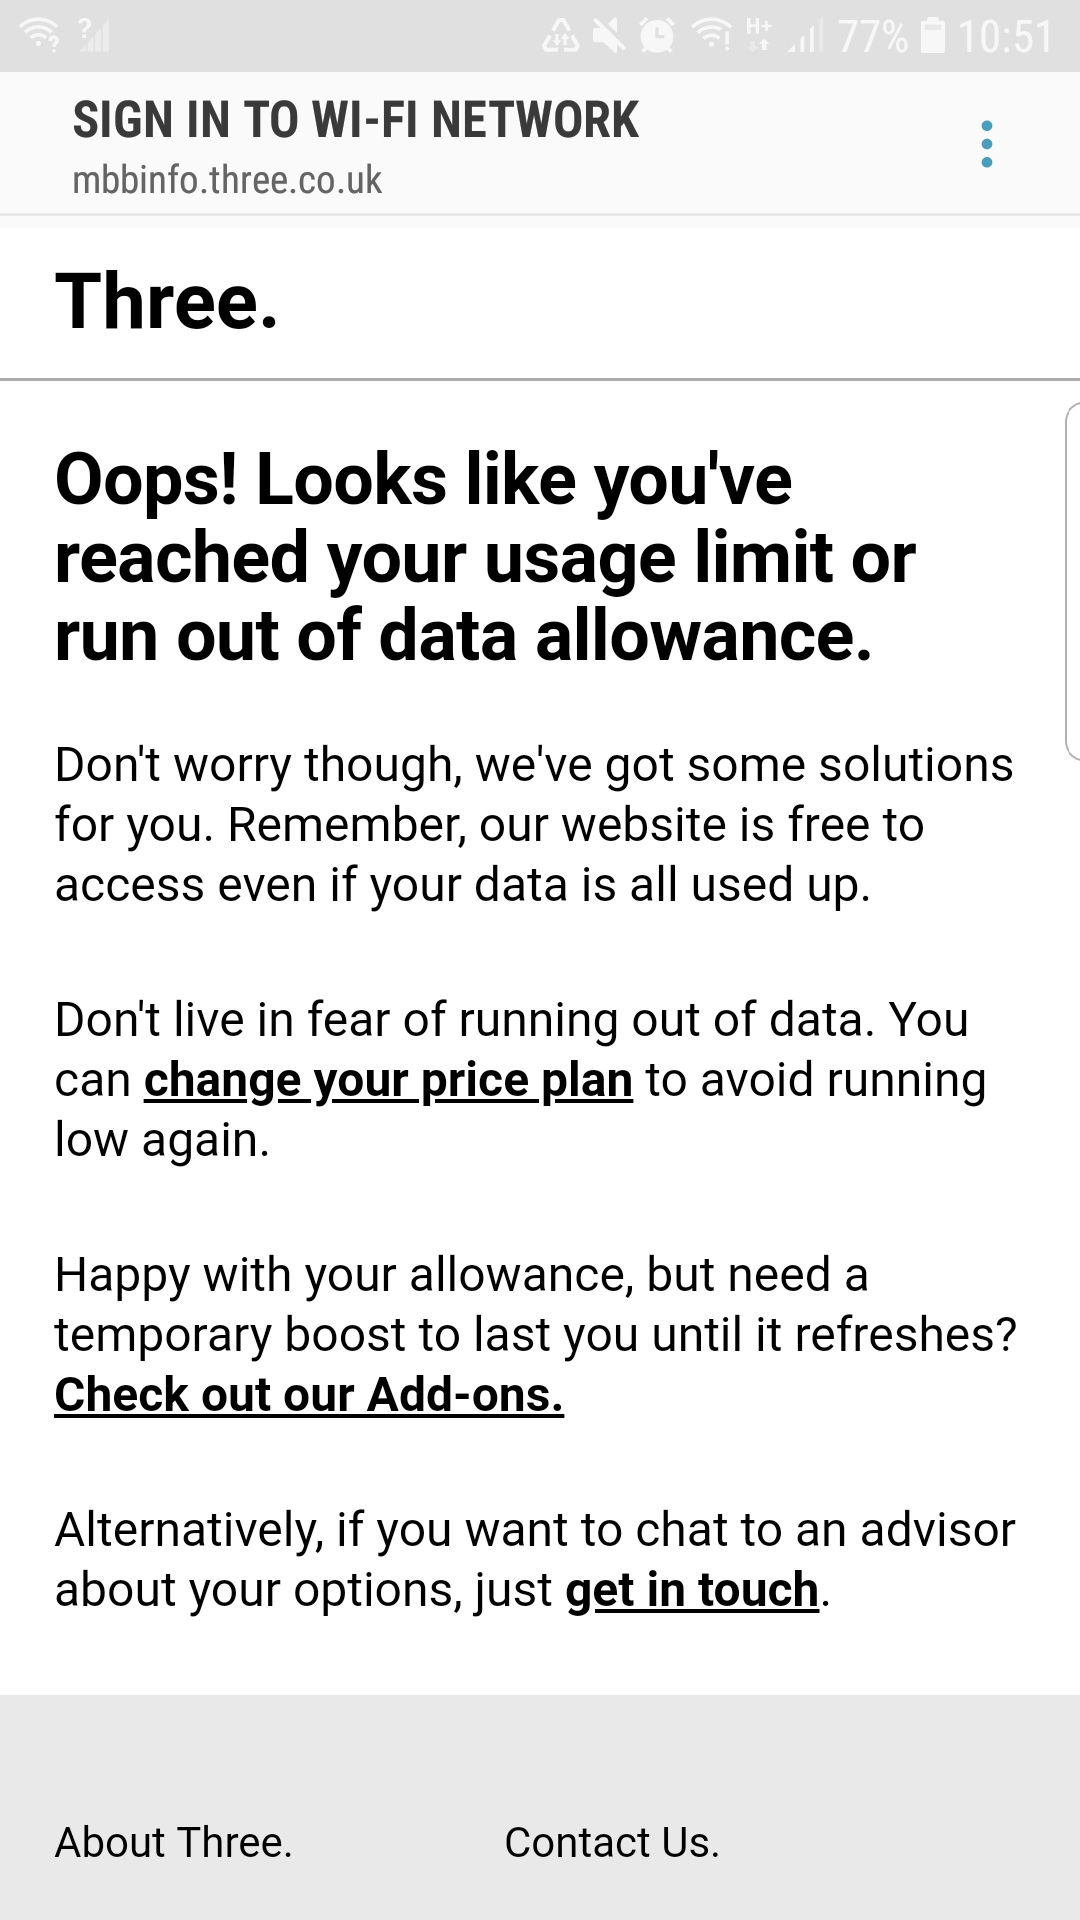 H+
77%
10:51
SIGN IN TO WI-FI NETWORK
mbbinfo.three.co.uk
Three.
Oops! Looks like you've
reached your usage limit or
run out of data allowance.
Don't worry though, we've got some solutions
for you. Remember, our website is free to
access even if your data is all used up.
Don't live in fear of running out of data. You
can change your price plan to avoid running
low again.
Happy with your allowance, but need a
temporary boost to last you until it refreshes?
Check out our Add-ons.
Alternatively, if you want to chat to an advisor
about your options, just get in touch.
About Three.
Contact Us.